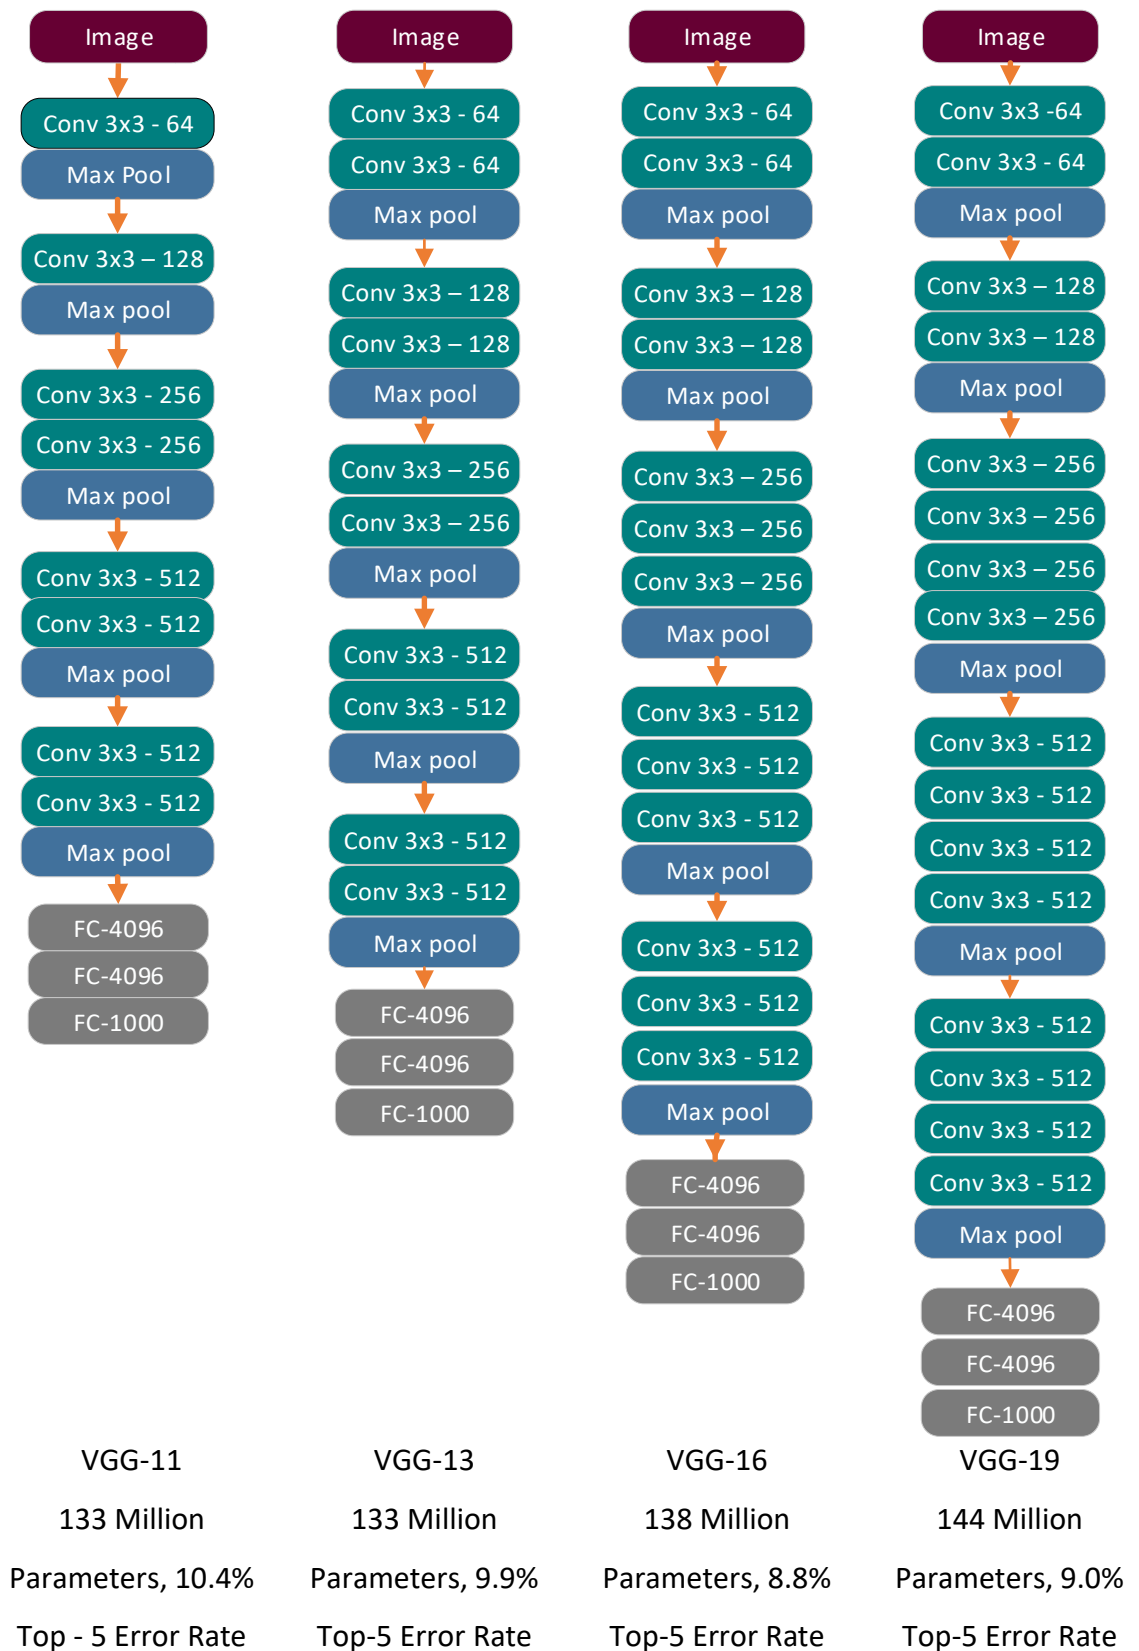 Image
Conv 3x3 - 64
Max Pool
Conv 3x3 – 128
Max pool
Conv 3x3 - 256
Conv 3x3 - 256
Max pool
Conv 3x3 - 512
Conv 3x3 - 512
Max pool
Conv 3x3 - 512
Conv 3x3 - 512
Max pool
FC-4096
FC-4096
FC-1000
VGG-11
133 Million
Parameters, 10.4%
Top - 5 Error Rate
Image
Conv 3x3 - 64
Conv 3x3 - 64
Max pool
Conv 3x3 – 128
Conv 3x3 – 128
Max pool
Conv 3x3 – 256
Conv 3x3 – 256
Max pool
Conv 3x3 - 512
Conv 3x3 - 512
Max pool
Conv 3x3 - 512
Conv 3x3 - 512
Max pool
FC-4096
FC-4096
FC-1000
VGG-13
133 Million
Parameters, 9.9%
Top-5 Error Rate
Image
Conv 3x3 - 64
Conv 3x3 - 64
Max pool
Conv 3x3 – 128
Conv 3x3 – 128
Max pool
Conv 3x3 – 256
Conv 3x3 – 256
Conv 3x3 – 256
Max pool
Conv 3x3 - 512
Conv 3x3 - 512
Conv 3x3 - 512
Max pool
Conv 3x3 - 512
Conv 3x3 - 512
Conv 3x3 - 512
Max pool
FC-4096
FC-4096
FC-1000
VGG-16
138 Million
Parameters, 8.8%
Top-5 Error Rate
Image
Conv 3x3 -64
Conv 3x3 - 64
Max pool
Conv 3x3 – 128
Conv 3x3 – 128
Max pool
Conv 3x3 – 256
Conv 3x3 – 256
Conv 3x3 – 256
Conv 3x3 – 256
Max pool
Conv 3x3 - 512
Conv 3x3 - 512
Conv 3x3 - 512
Conv 3x3 - 512
Max pool
Conv 3x3 - 512
Conv 3x3 - 512
Conv 3x3 - 512
Conv 3x3 - 512
Max pool
FC-4096
FC-4096
FC-1000
VGG-19
144 Million
Parameters, 9.0%
Top-5 Error Rate